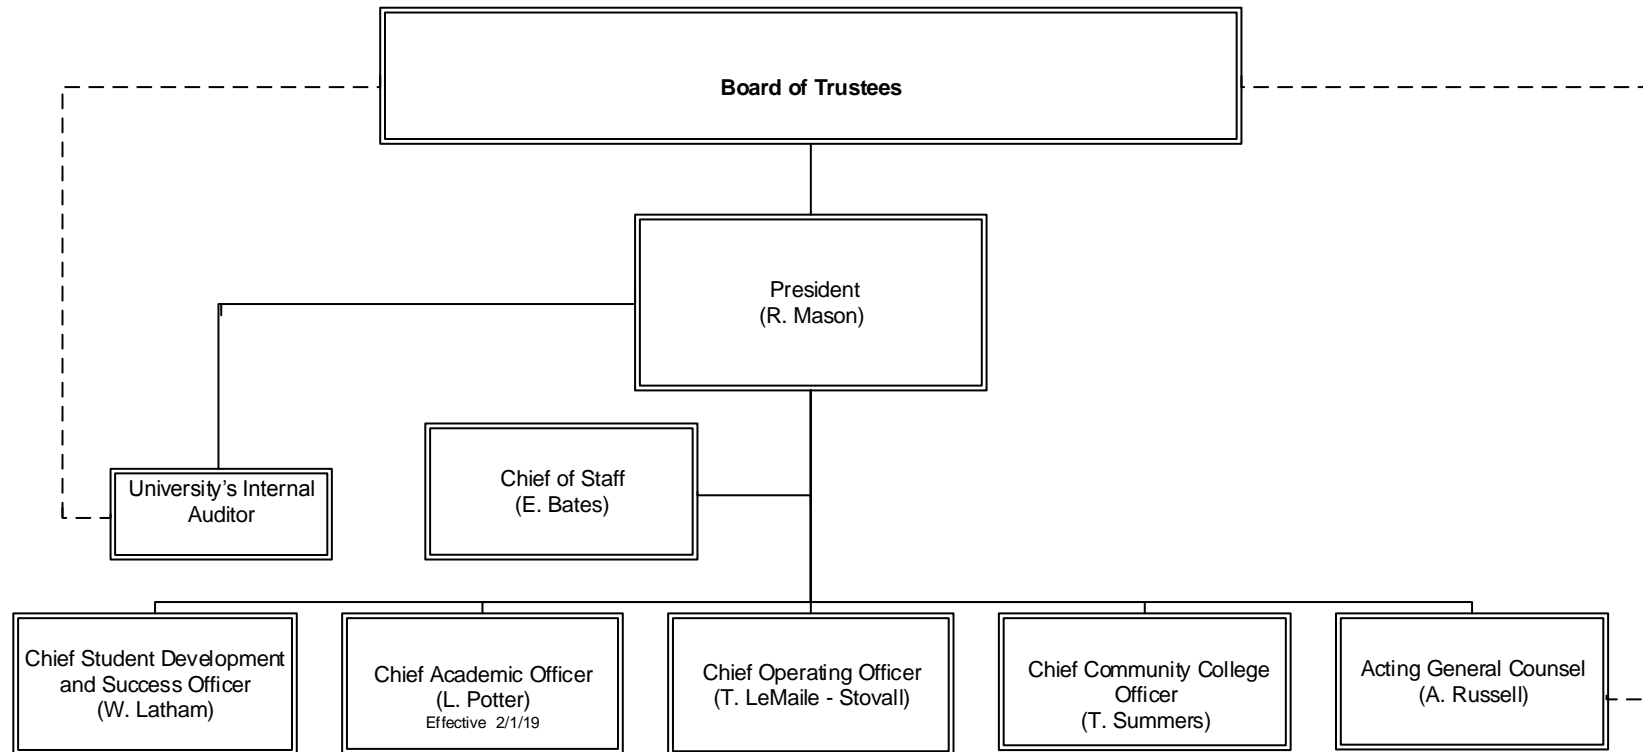 Board of Trustees
President
(R. Mason)
Chief of Staff
(E. Bates)
University’s Internal
Auditor
Chief Student Development
and Success Officer
(W. Latham)
Chief Academic Officer
(L. Potter)
Effective 2/1/19
Chief Operating Officer
(T. LeMaile - Stovall)
Chief Community College
Officer
(T. Summers)
Acting General Counsel
(A. Russell)